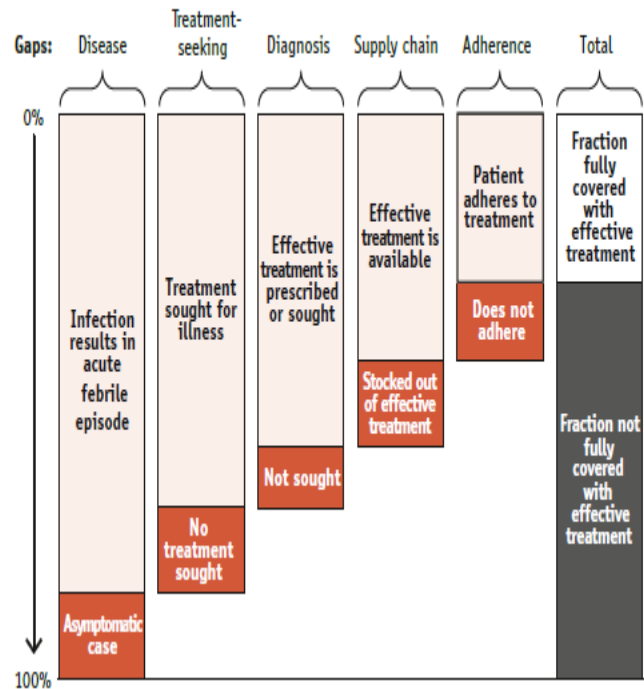 Gaps:
Disease
Treatment-
seeking
Diagnosis
Supply chain
Adherence
Total
0%
100%
Infection
results in
acute
febrile
episode
Asymptomatic
case
Treatment
sought for
illness
No
treatment
sought
Effective
treatment is
prescribed
or sought
Not sought
Effective
treatment is
available
Stocked out
of effective
treatment
Patient
adheres to
treatment
Does not
adhere
Fraction
fully
covered
with
effective
treatment
Fraction not
fully
covered
with
effective
treatment